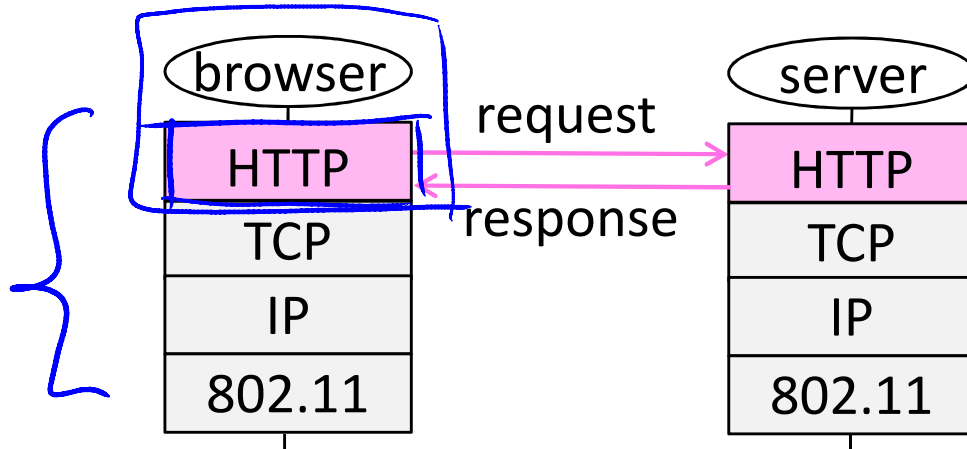 browser
server
request
HTTP
HTTP
response
TCP
TCP
IP
IP
802.11
802.11